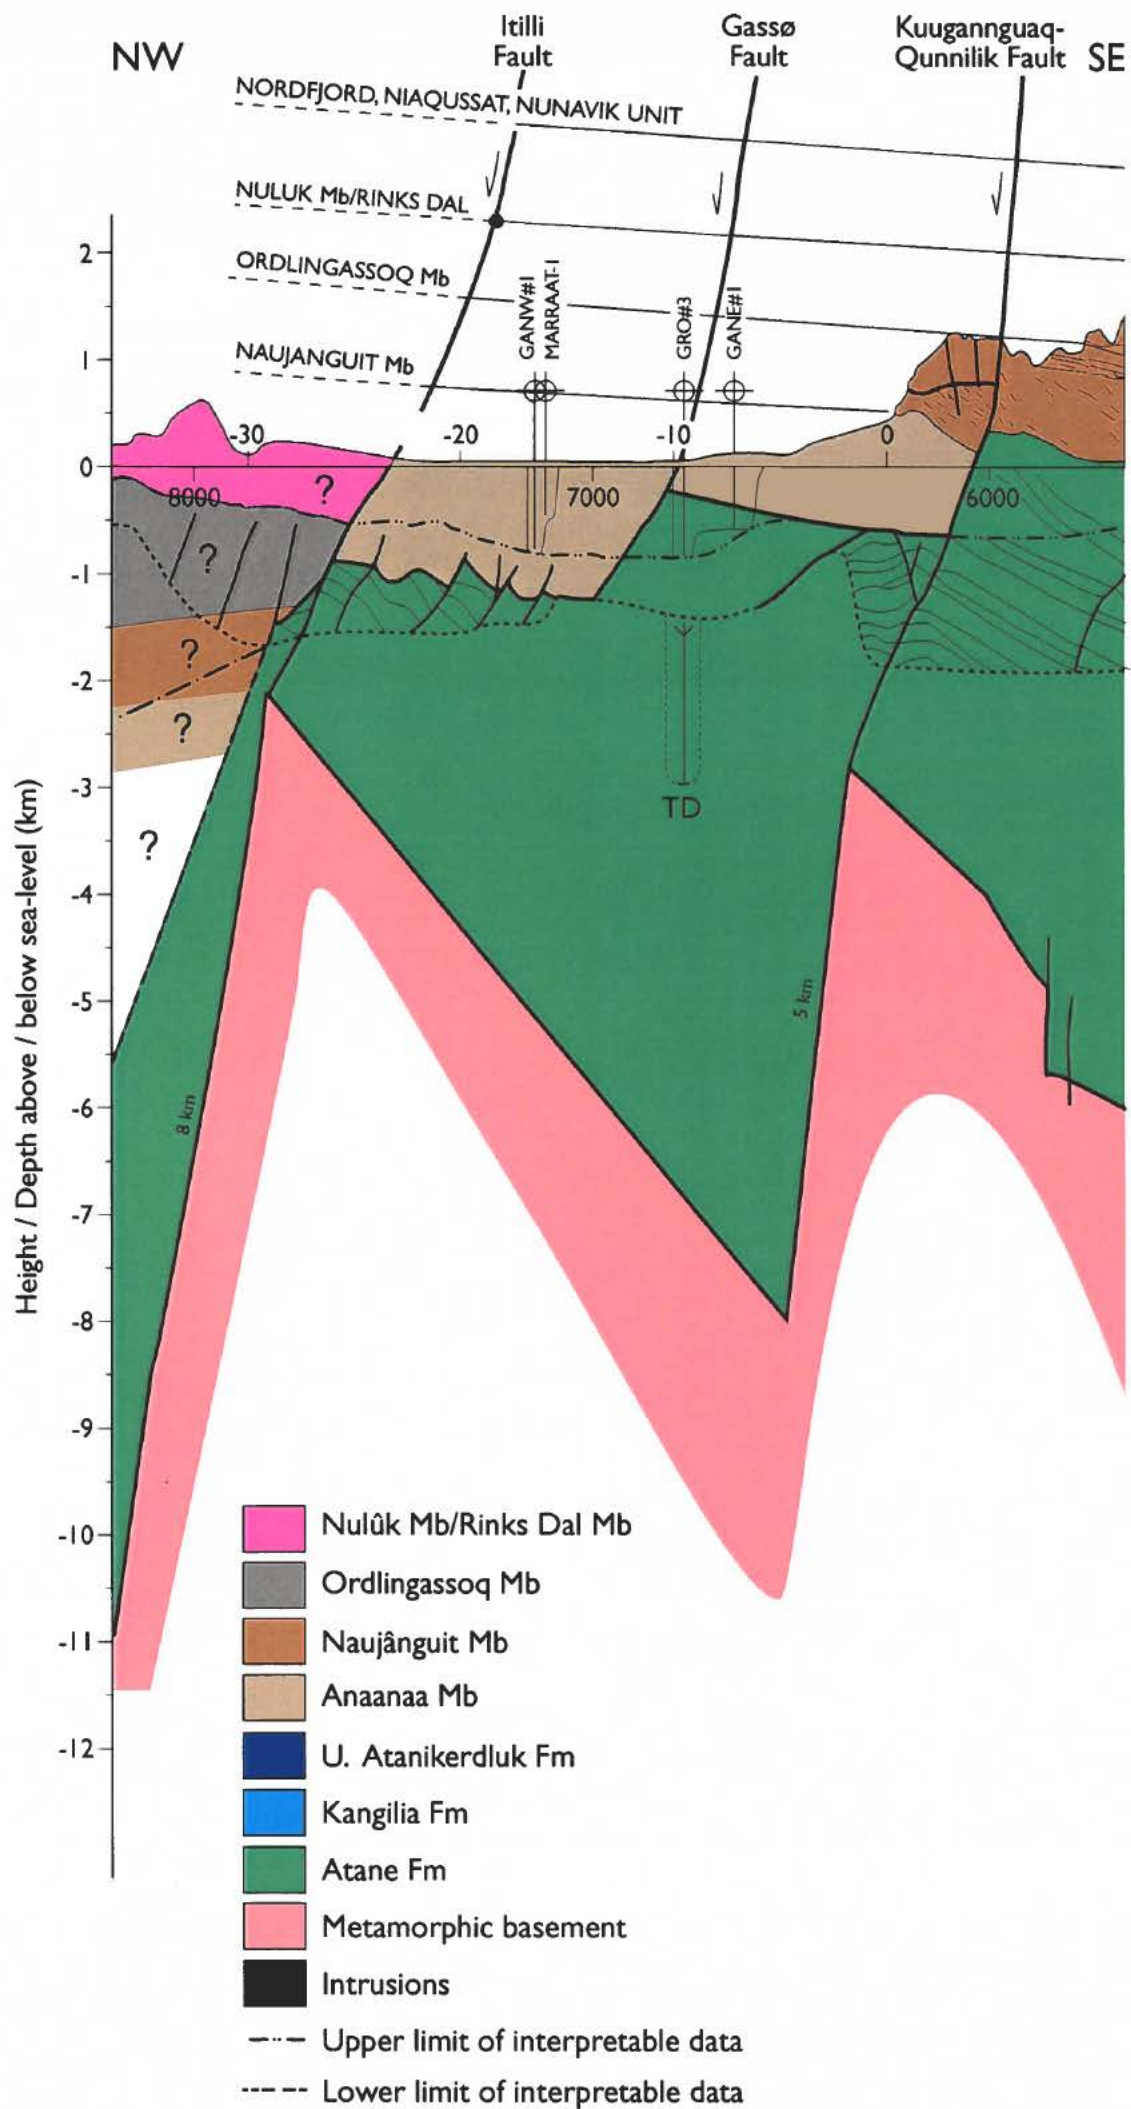 NW
Itilli
Fault
Gassø
Fault
Kuugannguaq-
Qunnilik Fault
SE
NORDFJORD, NIAQUSSAT, NUNAVIK UNIT
NULUK Mb/RINKS DAL
ORDLINGASSOQ Mb
NAUJANGUIT Mb
GANW#1
MARRAAT-1
GRO#3
GANE#1
-30
-20
-10
0
8000
7000
6000
?
?
?
?
?
TD
8 km
5 km
Height / Depth above / below sea-level (km)
2
1
0
-1
-2
-3
-4
-5
-6
-7
-8
-9
-10
-11
-12
Nulûk Mb/Rinks Dal Mb
Ordlingassoq Mb
Naujânguit Mb
Anaanaa Mb
U. Atanikerdluk Fm
Kangilia Fm
Atane Fm
Metamorphic basement
Intrusions
Upper limit of interpretable data
Lower limit of interpretable data